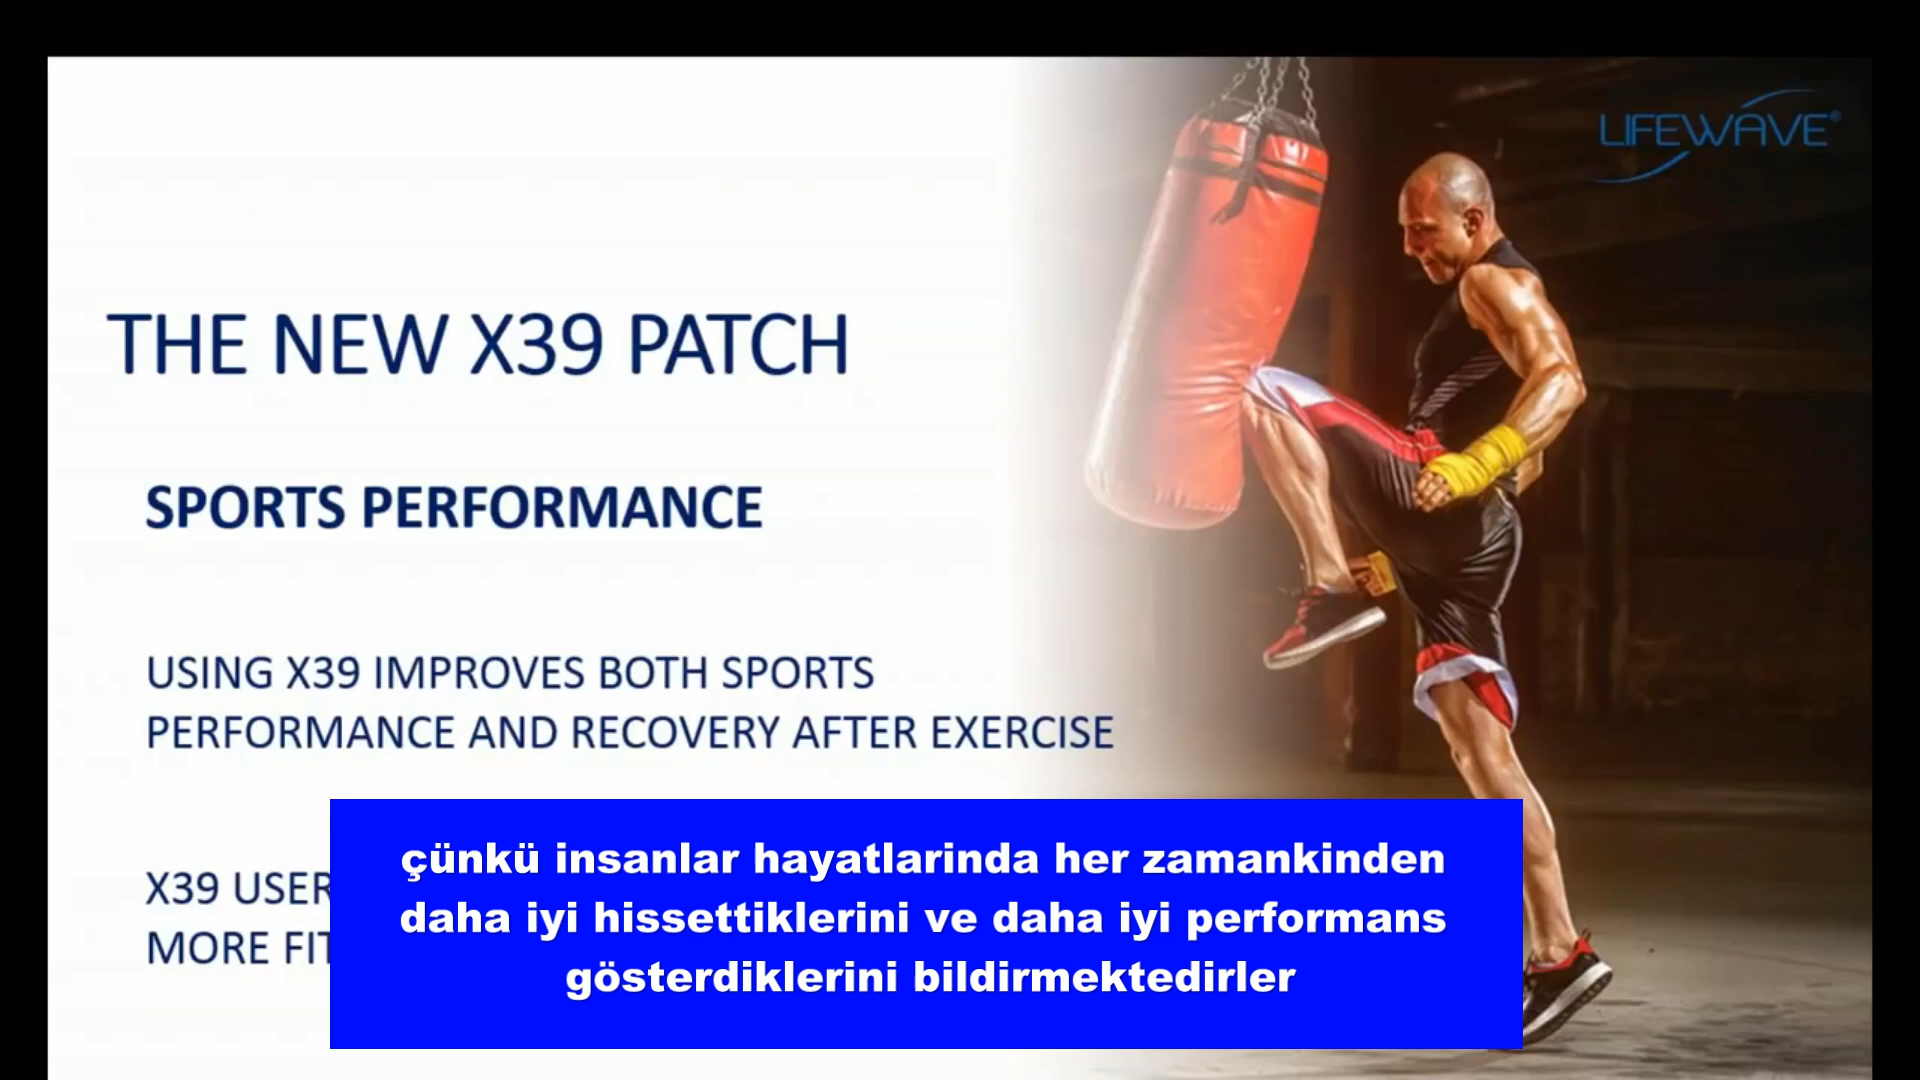 LIFEWAVE®
THE NEW X39 PATCH
SPORTS PERFORMANCE
USING X39 IMPROVES BOTH SPORTS
PERFORMANCE AND RECOVERY AFTER EXERCISE
X39 USER
MORE FIT
çünkü insanlar hayatlarinda her zamankinden
daha iyi hissettiklerini ve daha iyi performans
gösterdiklerini bildirmektedirler